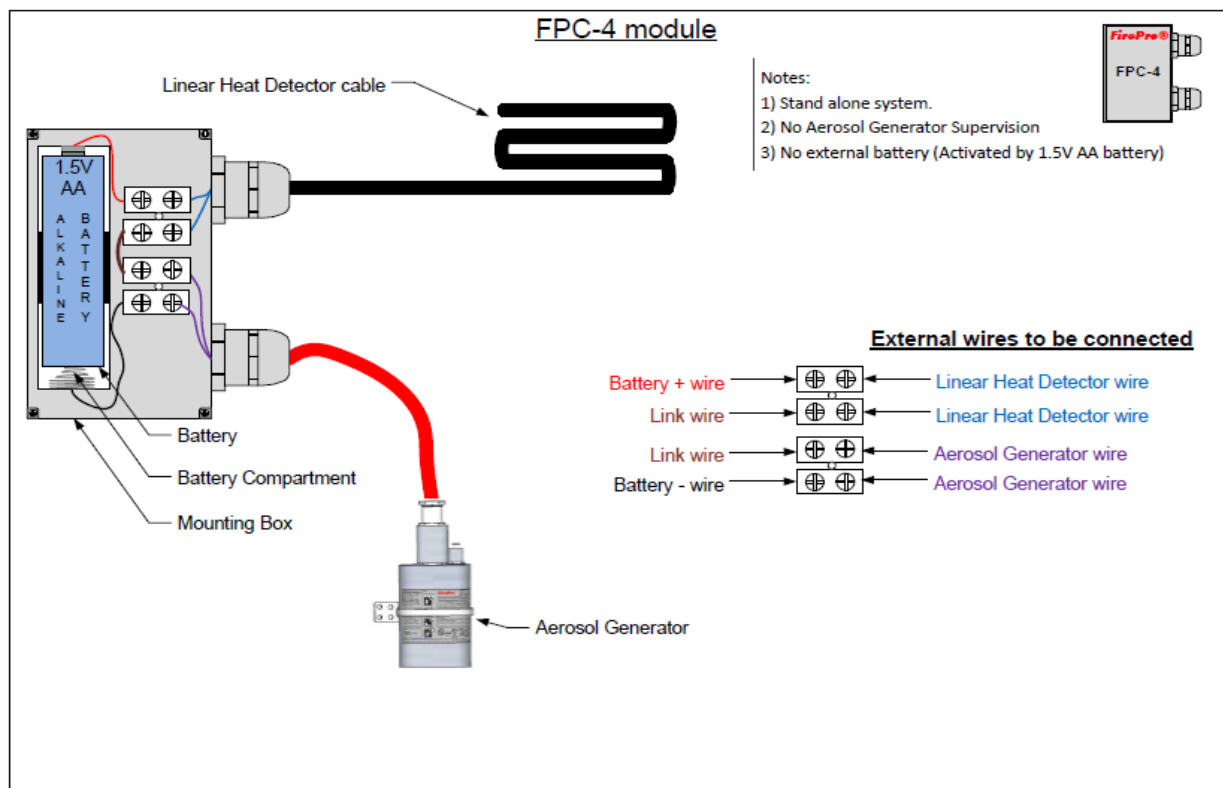 FPC-4 module
FirePro®
FPC-4
Linear Heat Detector cable
Notes:
1) Stand alone system.
2) No Aerosol Generator Supervision
3) No external battery (Activated by 1.5V AA battery)
1.5V
AA
ALKALINE
BATTERY
External wires to be connected
Battery + wire
Linear Heat Detector wire
Link wire
Linear Heat Detector wire
Link wire
Aerosol Generator wire
Battery - wire
Aerosol Generator wire
Battery
Battery Compartment
Mounting Box
Aerosol Generator